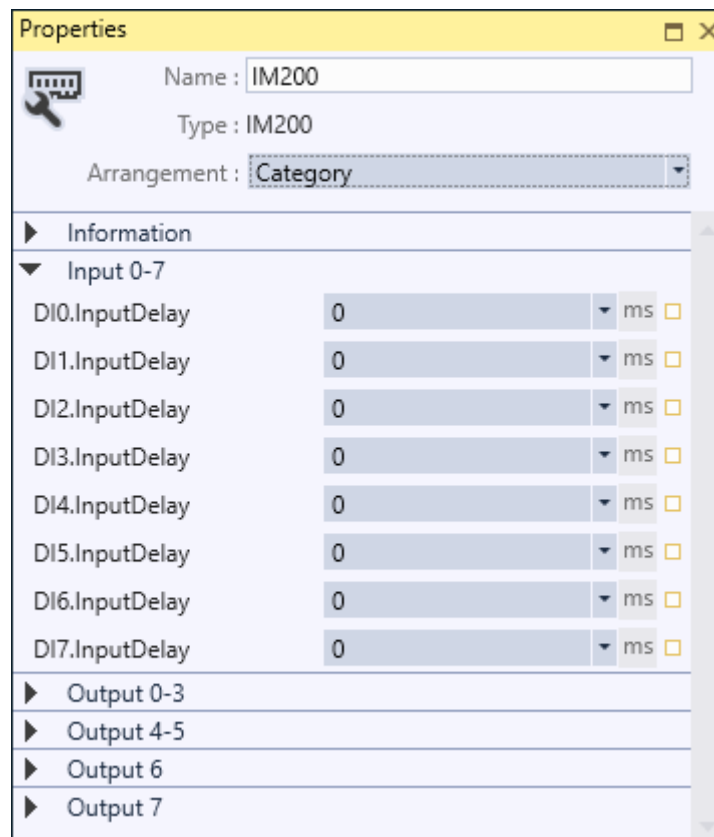 Properties
Name : IM200
Type : IM200
Arrangement : Category
Information
Input 0-7
DI0.InputDelay 0 ms
DI1.InputDelay 0 ms
DI2.InputDelay 0 ms
DI3.InputDelay 0 ms
DI4.InputDelay 0 ms
DI5.InputDelay 0 ms
DI6.InputDelay 0 ms
DI7.InputDelay 0 ms
Output 0-3
Output 4-5
Output 6
Output 7